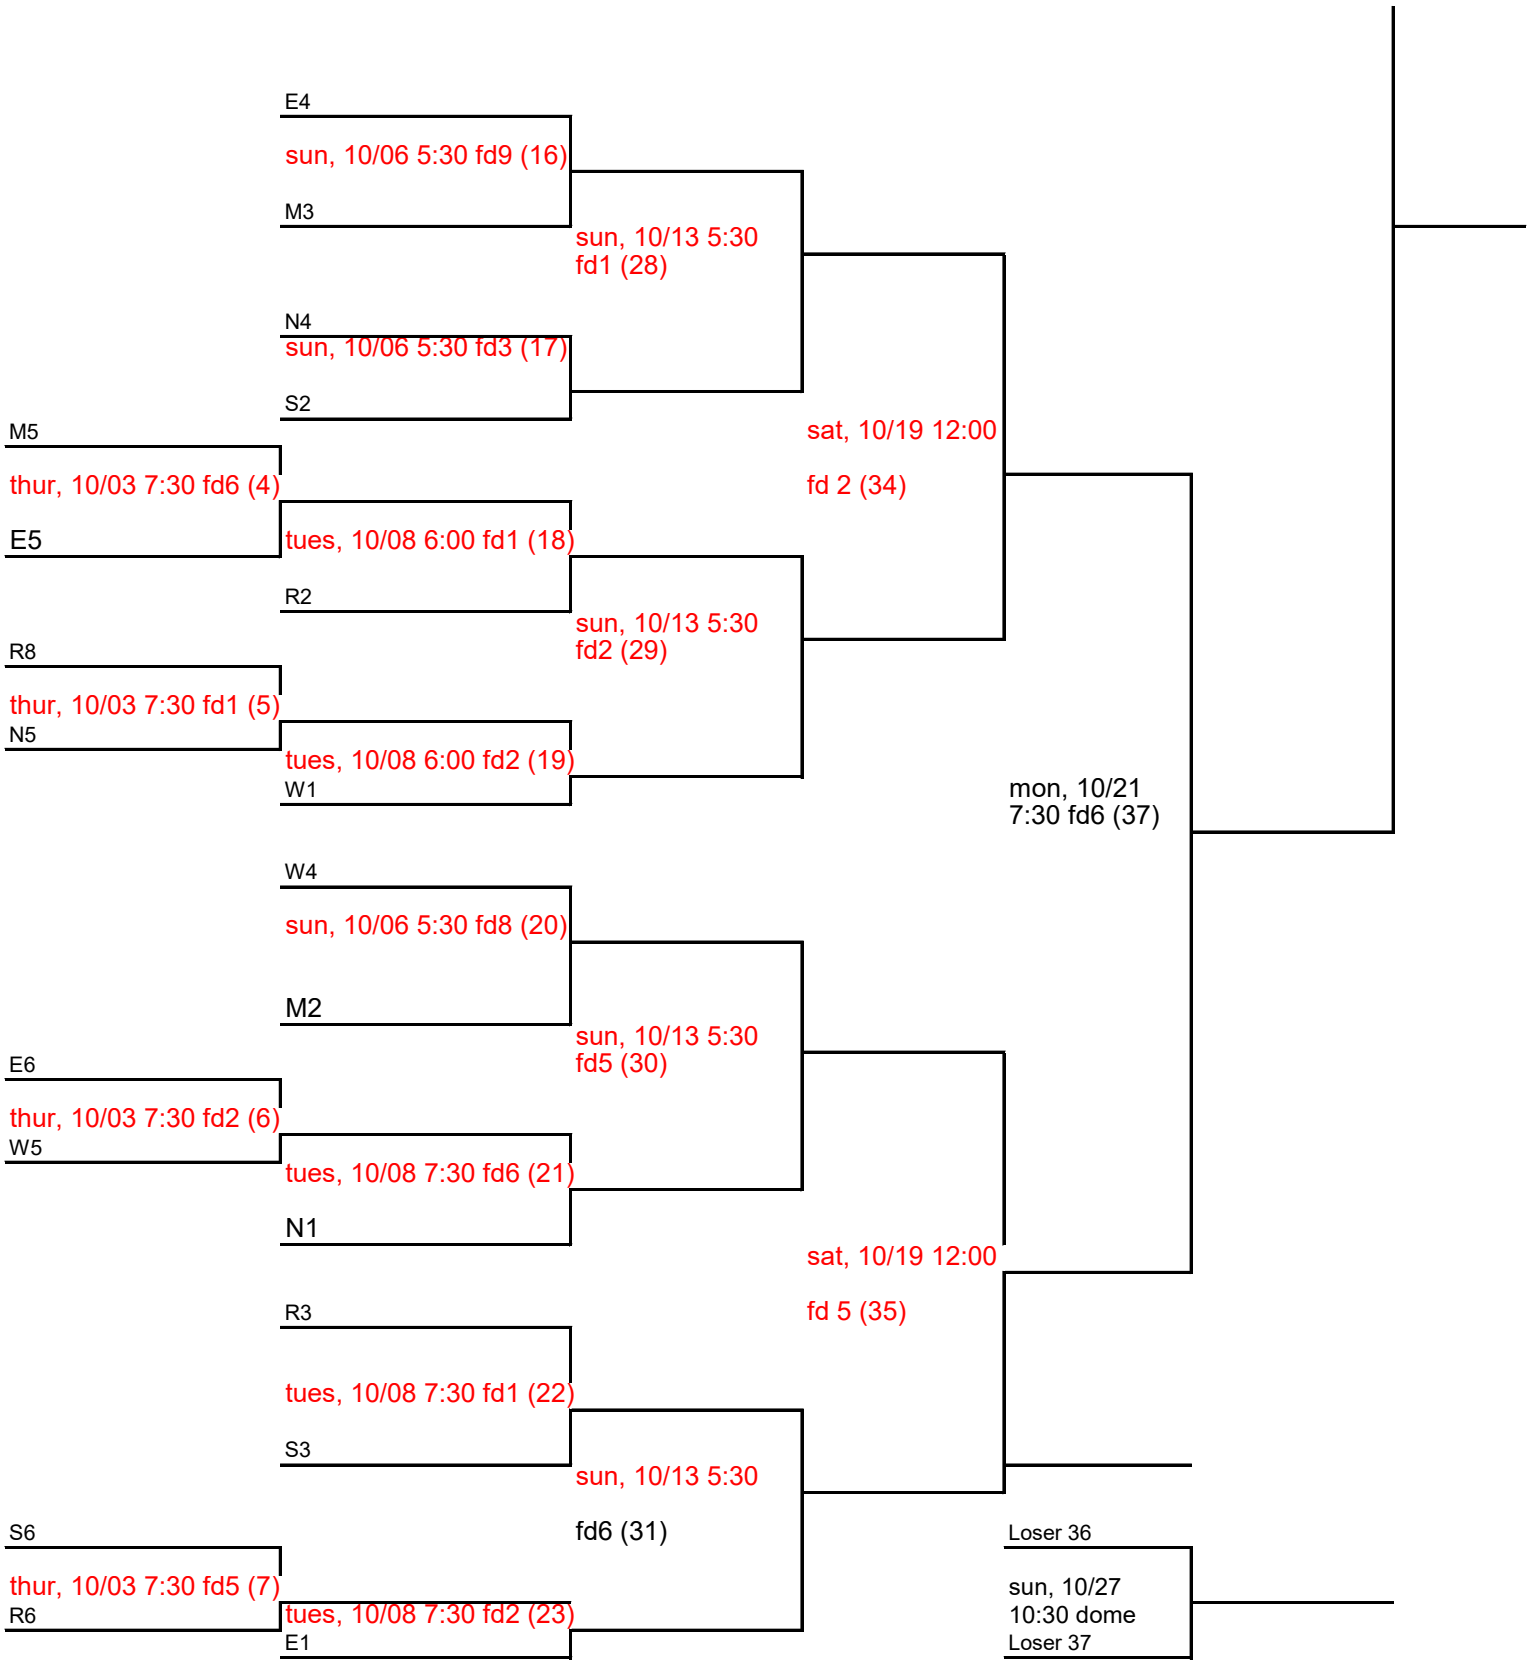 E4
sun, 10/06 5:30 fd9 (16)
M3
sun, 10/13 5:30
fd1 (28)
N4
sun, 10/06 5:30 fd3 (17)
S2
sat, 10/19 12:00
fd 2 (34)
M5
thur, 10/03 7:30 fd6 (4)
E5
tues, 10/08 6:00 fd1 (18)
R2
sun, 10/13 5:30
fd2 (29)
R8
thur, 10/03 7:30 fd1 (5)
N5
tues, 10/08 6:00 fd2 (19)
W1
mon, 10/21
7:30 fd6 (37)
W4
sun, 10/06 5:30 fd8 (20)
M2
sun, 10/13 5:30
fd5 (30)
E6
thur, 10/03 7:30 fd2 (6)
W5
tues, 10/08 7:30 fd6 (21)
N1
sat, 10/19 12:00
fd 5 (35)
R3
tues, 10/08 7:30 fd1 (22)
S3
sun, 10/13 5:30
fd6 (31)
S6
thur, 10/03 7:30 fd5 (7)
R6
tues, 10/08 7:30 fd2 (23)
E1
Loser 36
sun, 10/27
10:30 dome
Loser 37